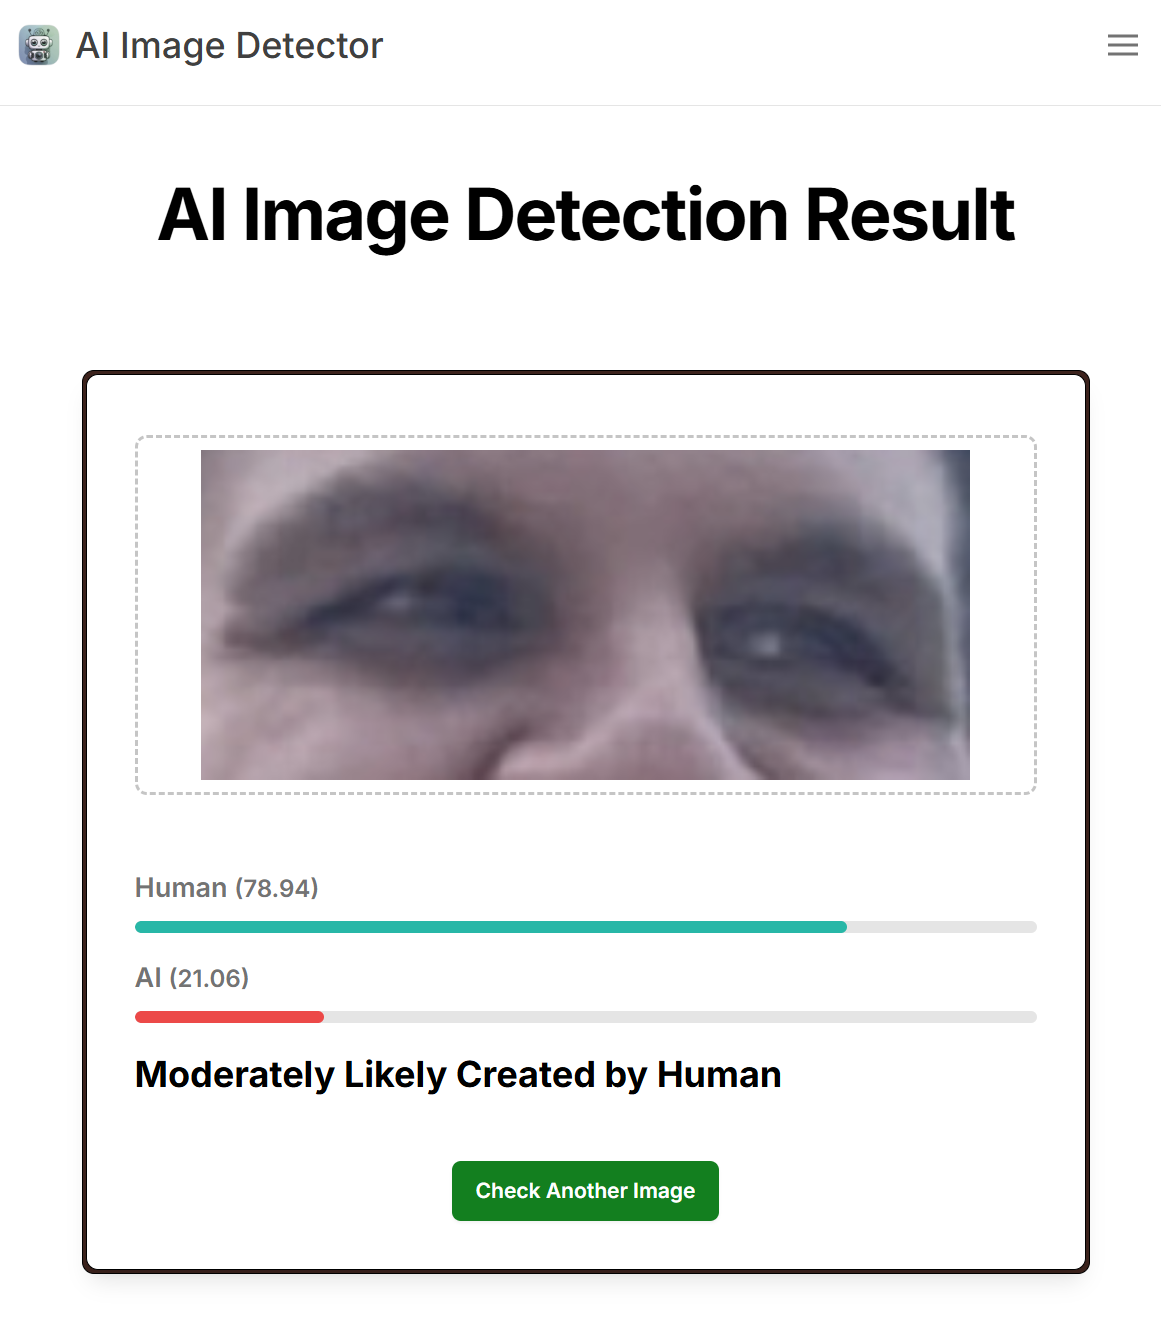 AI Image Detector
AI Image Detection Result
Human (78.94)
AI (21.06)
Moderately Likely Created by Human
Check Another Image